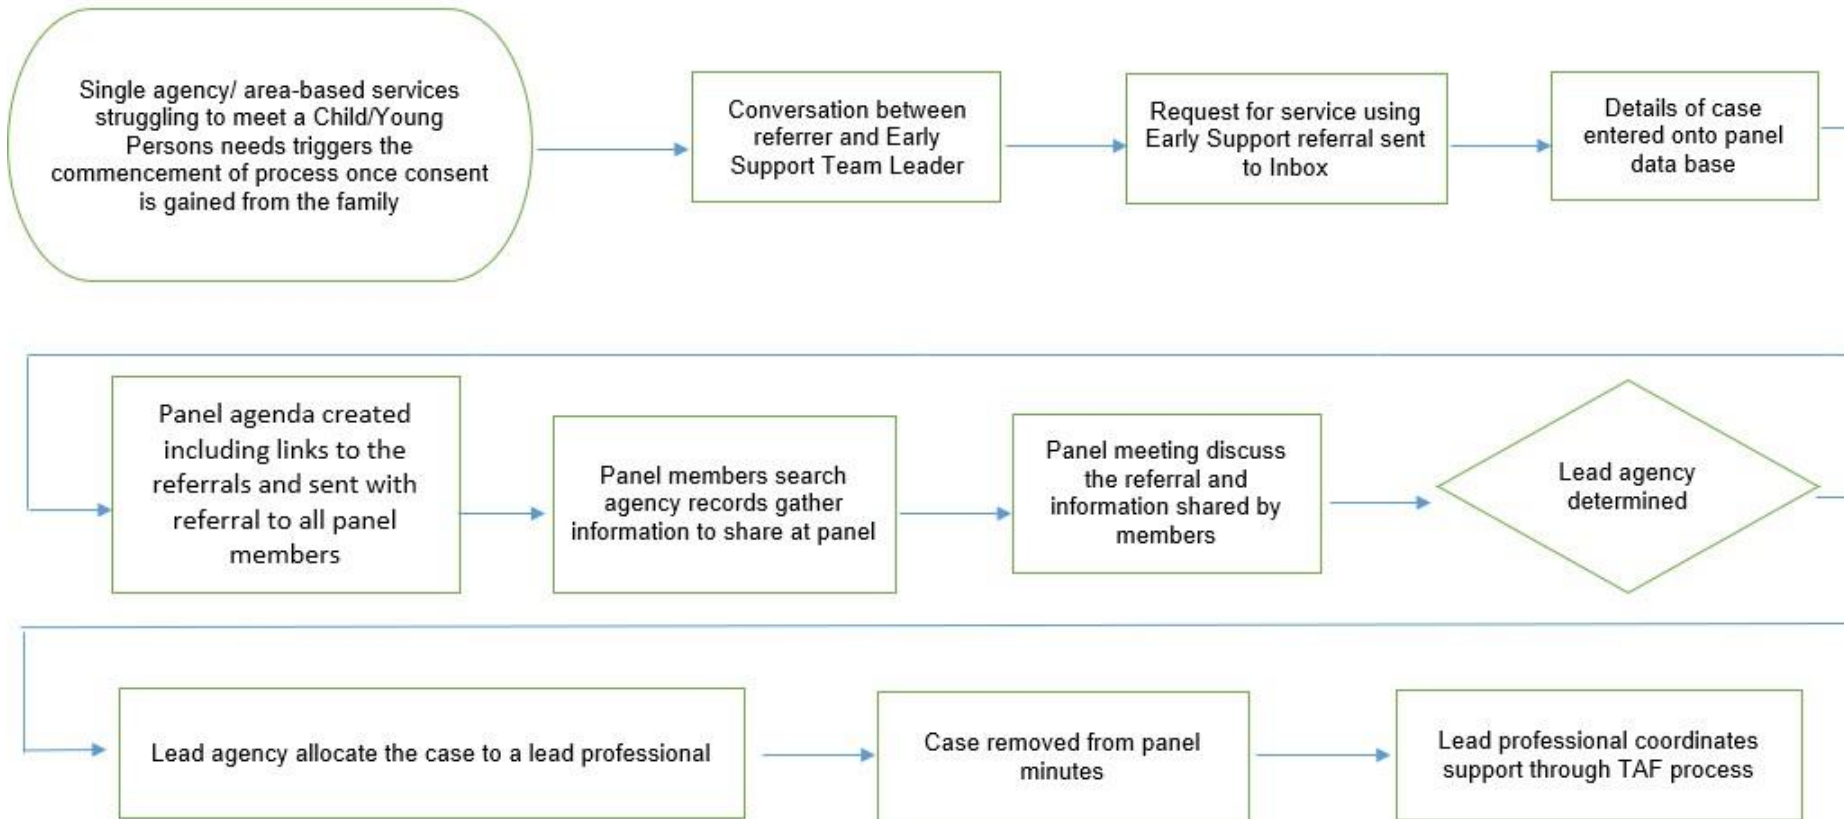 Single agency/ area-based services
struggling to meet a Child/Young
Persons needs triggers the
commencement of process once consent
is gained from the family
Conversation between
referrer and Early
Support Team Leader
Request for service using
Early Support referral sent
to Inbox
Details of case
entered onto panel
data base
Panel agenda created
including links to the
referrals and sent with
referral to all panel
members
Panel members search
agency records gather
information to share at panel
Panel meeting discuss
the referral and
information shared by
members
Lead agency
determined
Lead agency allocate the case to a lead professional
Case removed from panel
minutes
Lead professional coordinates
support through TAF process